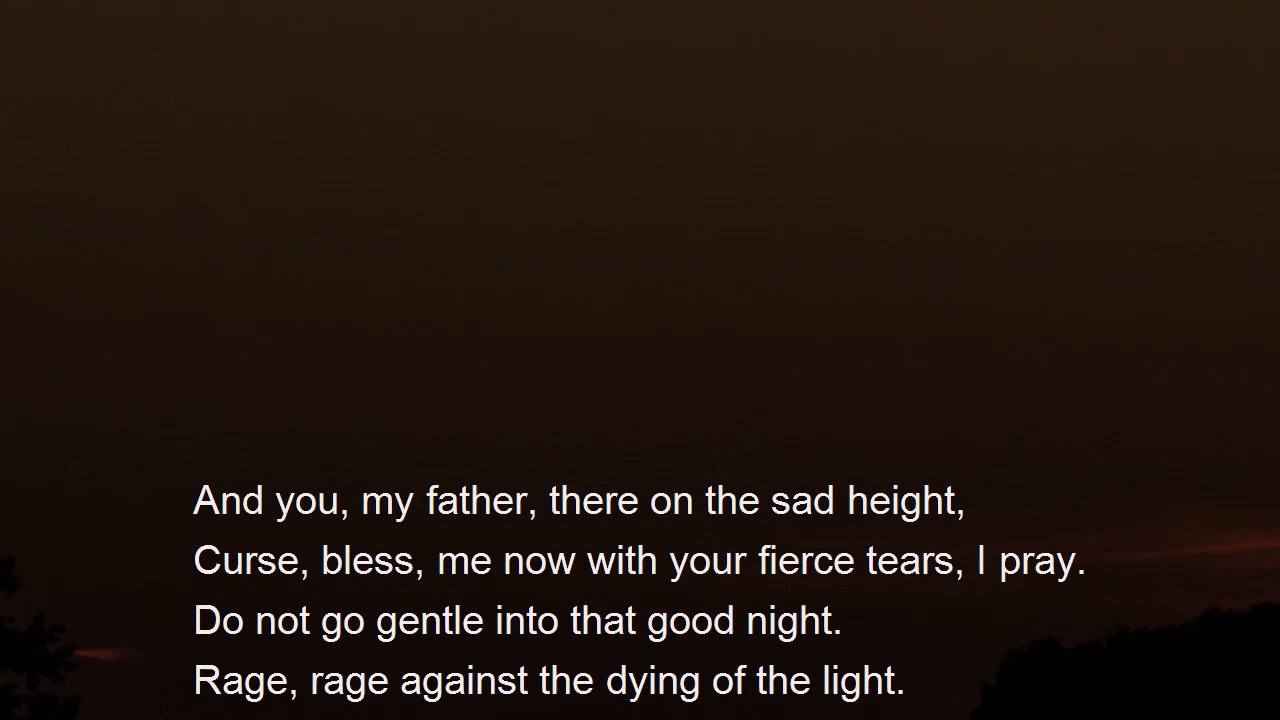 And you, my father, there on the sad height,
Curse, bless, me now with your fierce tears, I pray.
Do not go gentle into that good night.
Rage, rage against the dying of the light.